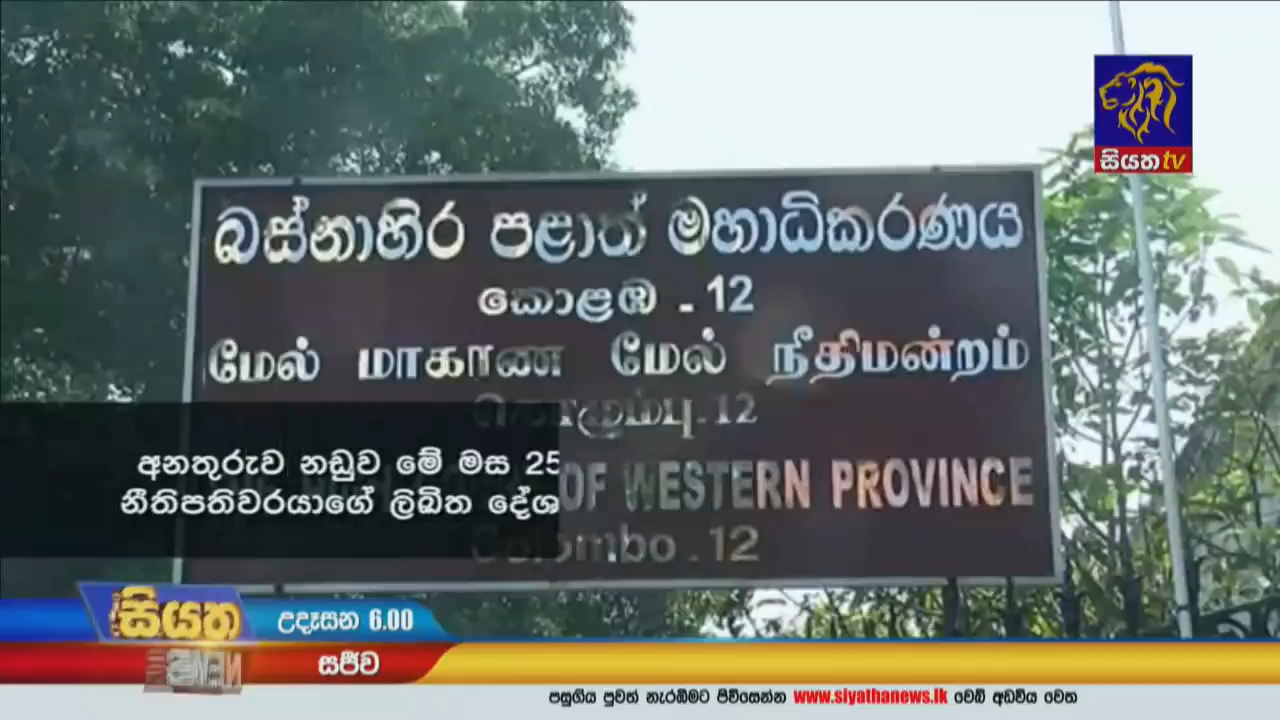 සියත tv
බස්නාහිර පළාත් මහාධිකරණය
කොළඹ - 12
மேல் மாகாண மேல் நீதிமன்றம்
கொழும்பு.12
OF WESTERN PROVINCE
Colombo . 12
අනතුරුව නඩුව මේ මස 25
නීතිපතිවරයාගේ ලිඛිත දේශ
සියත
NEWS
උදෑසන 6.00
සජීව
පසුගිය පුවත් නැරඹීමට පිවිසෙන්න www.siyathanews.lk වෙබ් අඩවිය වෙත